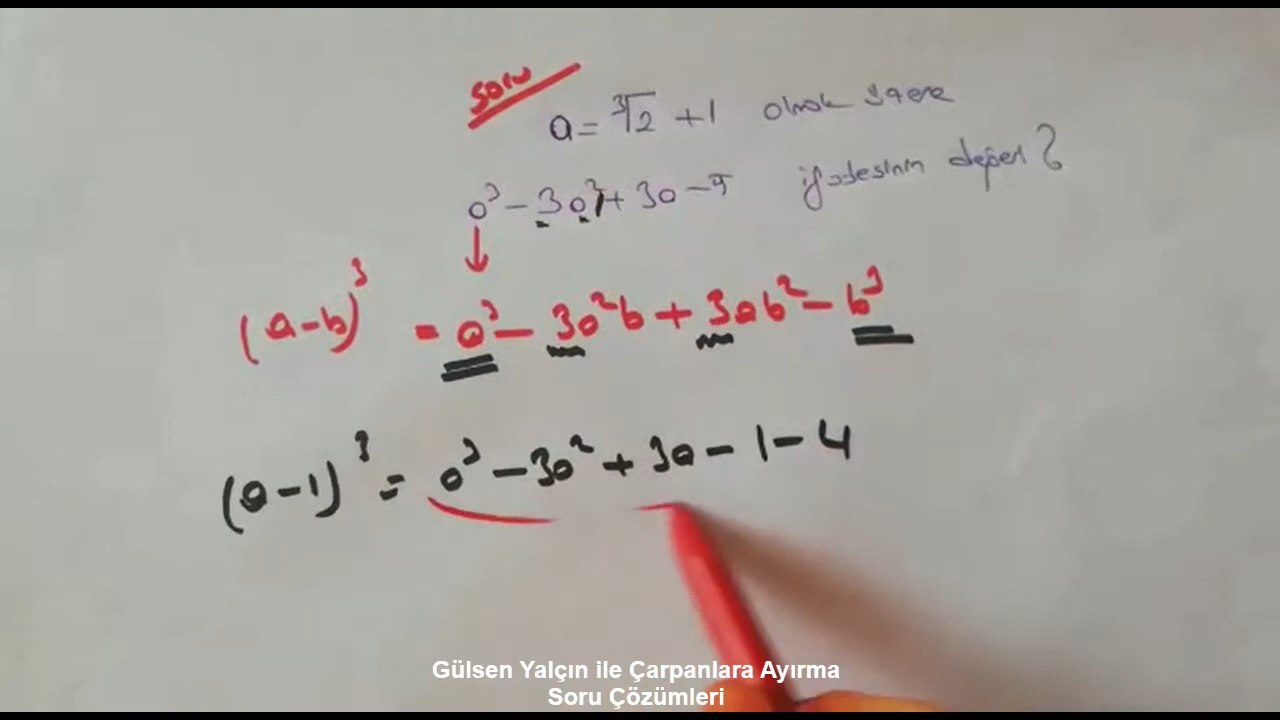 Soru
a = ∛2 + 1 olmak üzere
a³ - 3a² + 3a - 5 ifadesinin değeri?
(a-b)³ = a³ - 3a²b + 3ab² - b³
(a-1)³ = a³ - 3a² + 3a - 1 - 4
Gülsen Yalçın ile Çarpanlara Ayırma
Soru Çözümleri